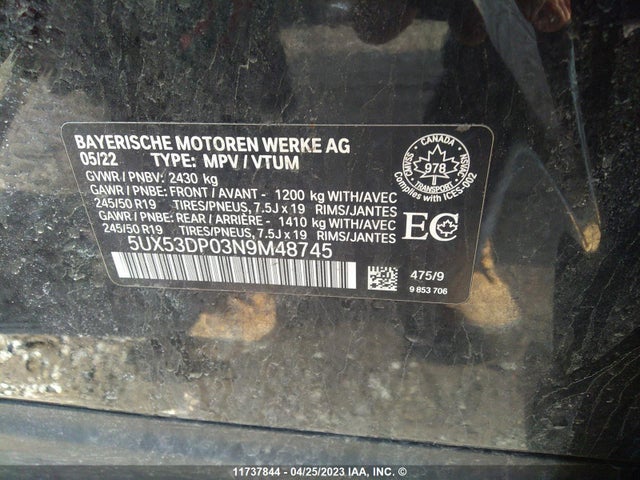 BAYERISCHE MOTOREN WERKE AG
05/22 TYPE: MPV / VTUM
GVWR / PNBV: 2430 kg
GAWR / PNBE: FRONT / AVANT - 1200 kg WITH/AVEC
245/50 R19 TIRES/PNEUS, 7.5J x 19 RIMS/JANTES
GAWR / PNBE: REAR / ARRIÈRE - 1410 kg WITH/AVEC
245/50 R19 TIRES/PNEUS, 7.5J x 19 RIMS/JANTES
5UX53DP03N9M48745
CANADA
978
TRANSPORT
CMVSS
NSVAC
Complies with ICES-002
EC
475/9
9 853 706
11737844 - 04/25/2023 IAA, INC. ©